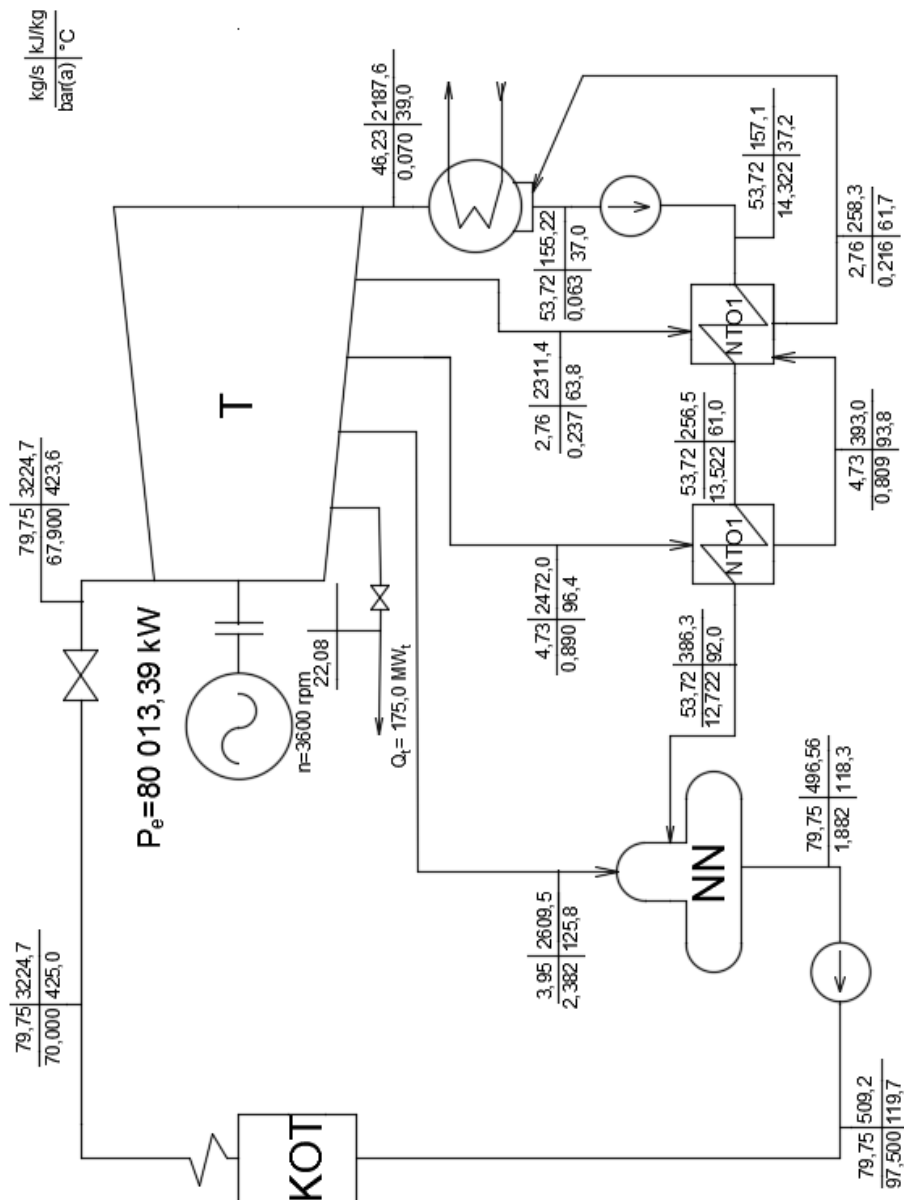 kg/s | kJ/kg
bar(a) | °C
79,75 | 3224,7
70,000 | 425,0
KOT
79,75 | 3224,7
67,900 | 423,6
Pe=80 013,39 kW
n=3600 rpm
T
22,08
Qt= 175,0 MWt
46,23 | 2187,6
0,070 | 39,0
53,72 | 155,22
0,063 | 37,0
53,72 | 157,1
14,322 | 37,2
2,76 | 258,3
0,216 | 61,7
2,76 | 2311,4
0,237 | 63,8
NTO1
53,72 | 256,5
13,522 | 61,0
4,73 | 393,0
0,809 | 93,8
4,73 | 2472,0
0,890 | 96,4
NTO1
53,72 | 386,3
12,722 | 92,0
3,95 | 2609,5
2,382 | 125,8
NN
79,75 | 496,56
1,882 | 118,3
79,75 | 509,2
97,500 | 119,7